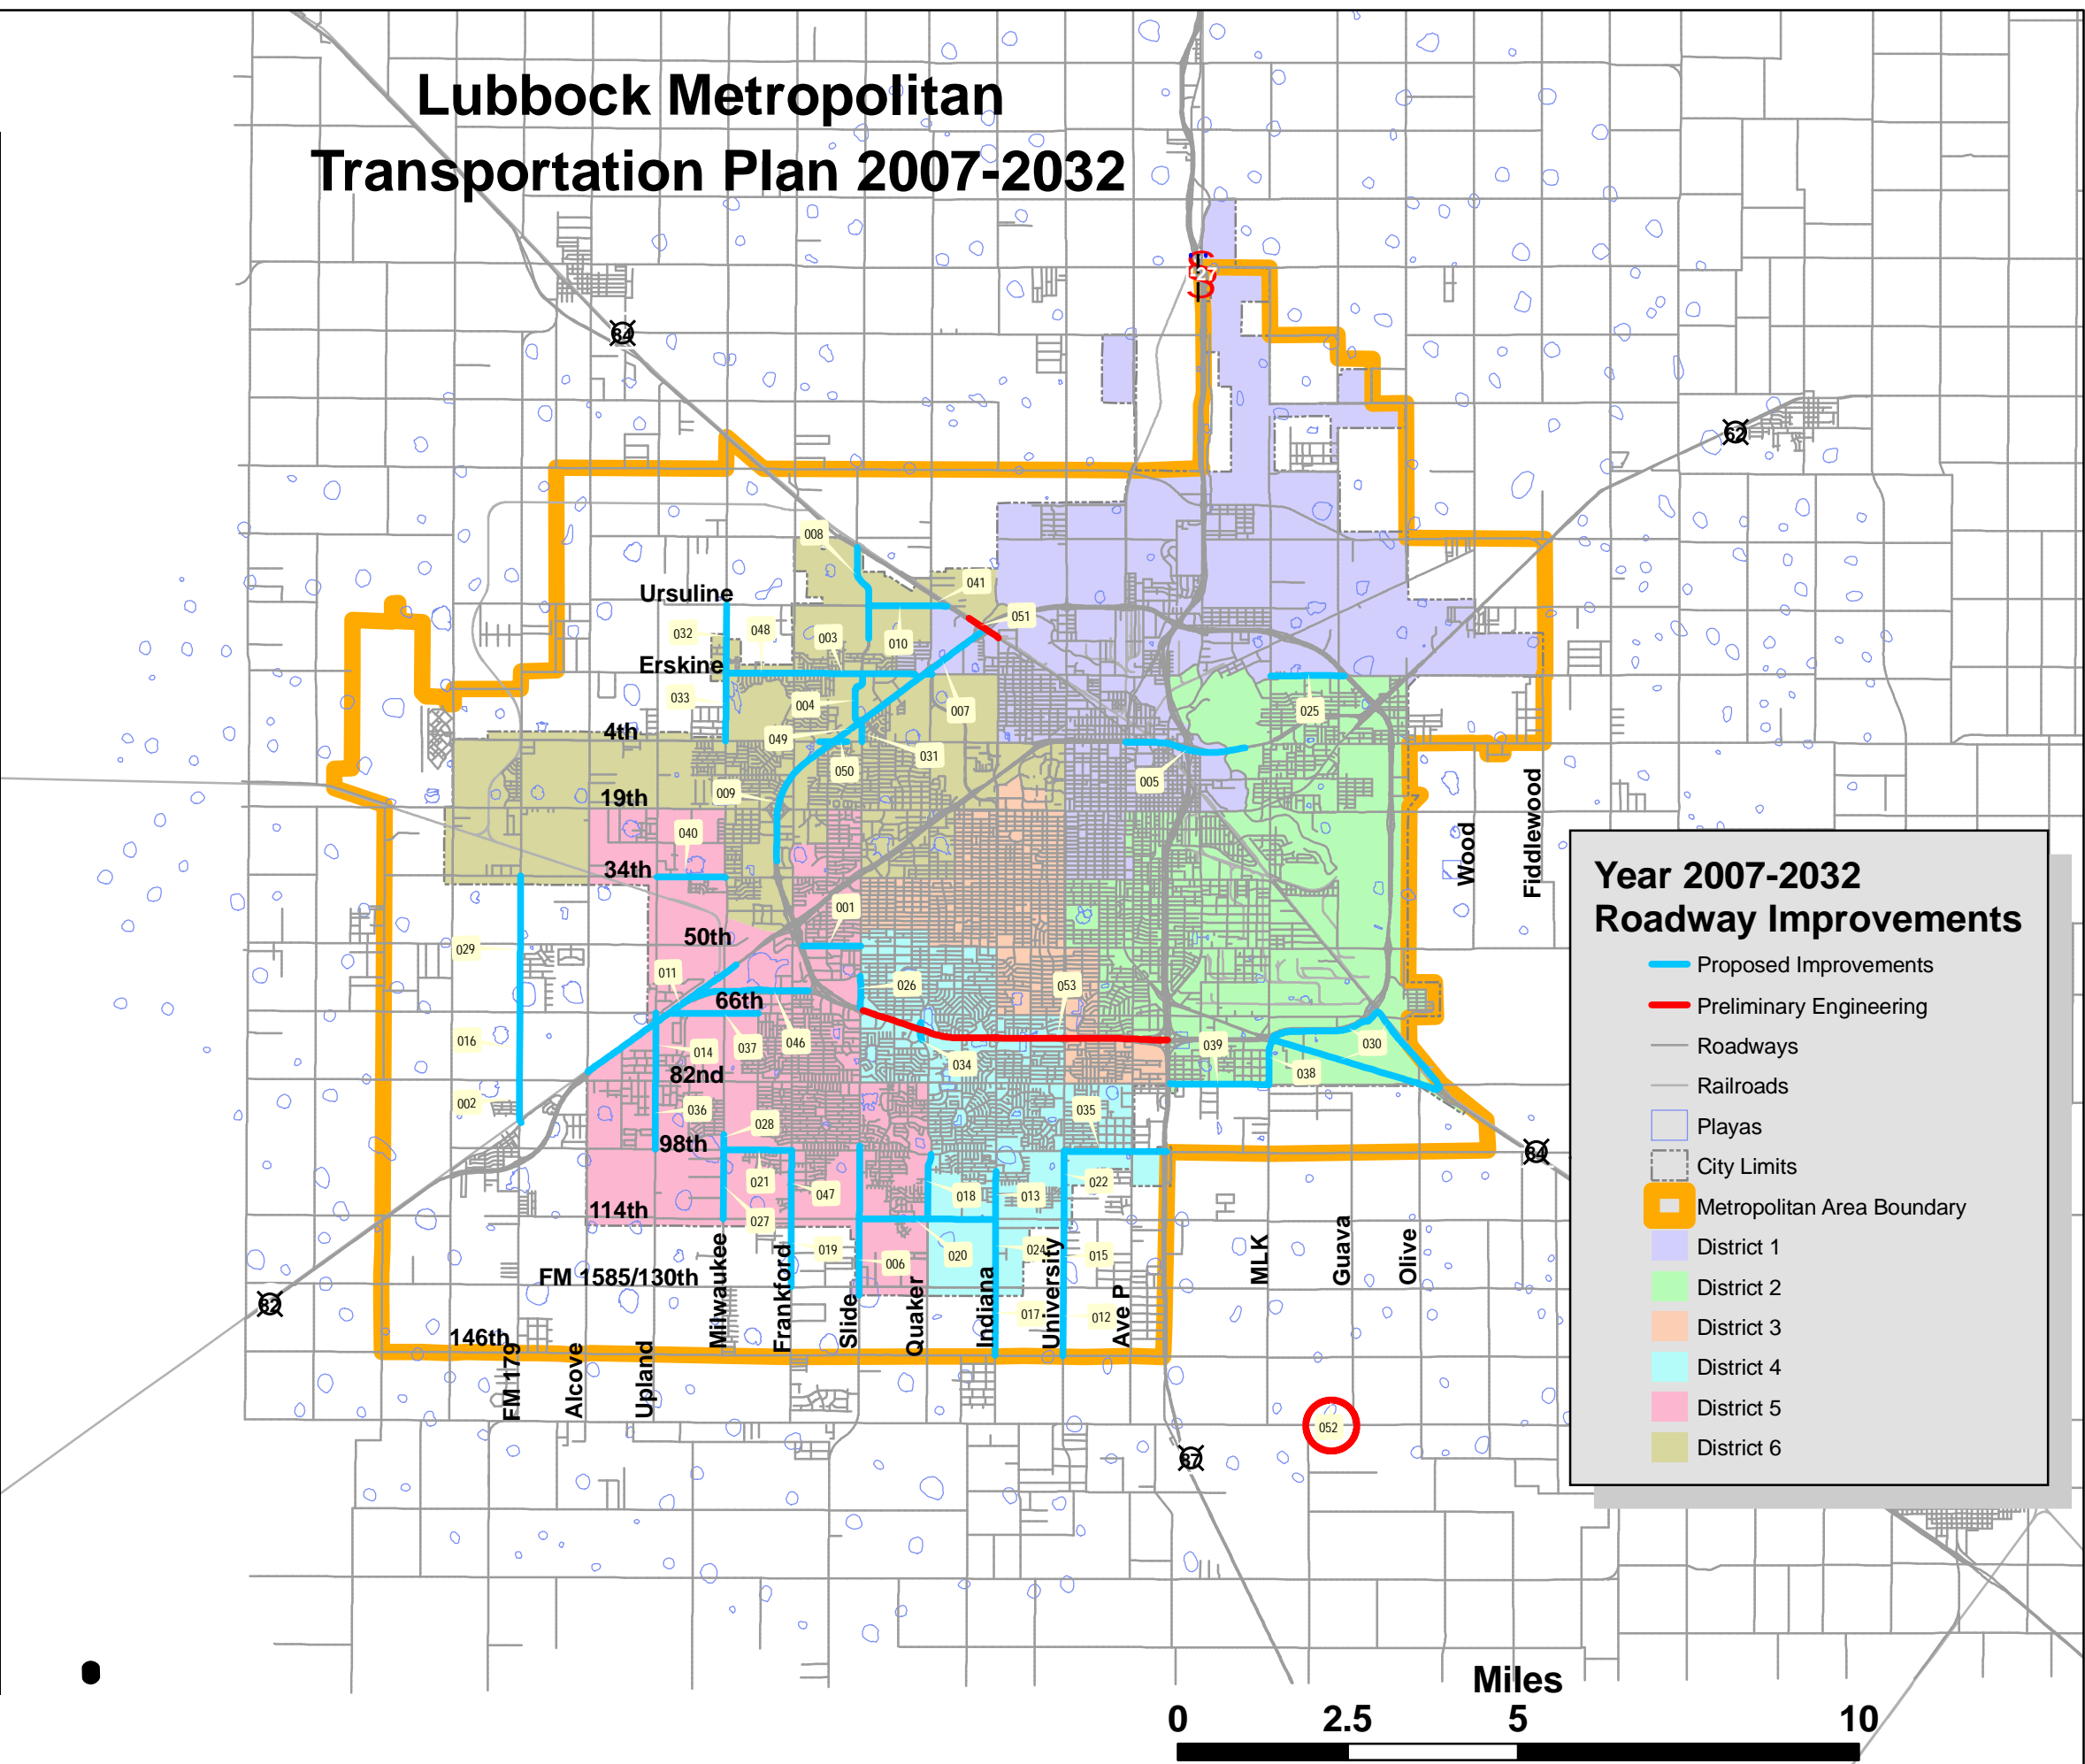 Lubbock Metropolitan
Transportation Plan 2007-2032
27
84
62
008
041
Ursuline
051
032
048
003
010
Erskine
033
004
007
025
4th
049
031
050
005
009
19th
040
34th
Wood
Fiddlewood
001
50th
029
011
026
053
66th
016
014
037
046
034
039
030
038
82nd
002
036
028
035
98th
021
047
018
013
022
114th
027
019
006
020
024
015
FM 1585/130th
017
012
146th
FM 179
Alcove
Upland
Milwaukee
Frankford
Slide
Quaker
Indiana
University
Ave P
MLK
Guava
Olive
84
82
87
052
Year 2007-2032
Roadway Improvements
Proposed Improvements
Preliminary Engineering
Roadways
Railroads
Playas
City Limits
Metropolitan Area Boundary
District 1
District 2
District 3
District 4
District 5
District 6
Miles
0 2.5 5 10